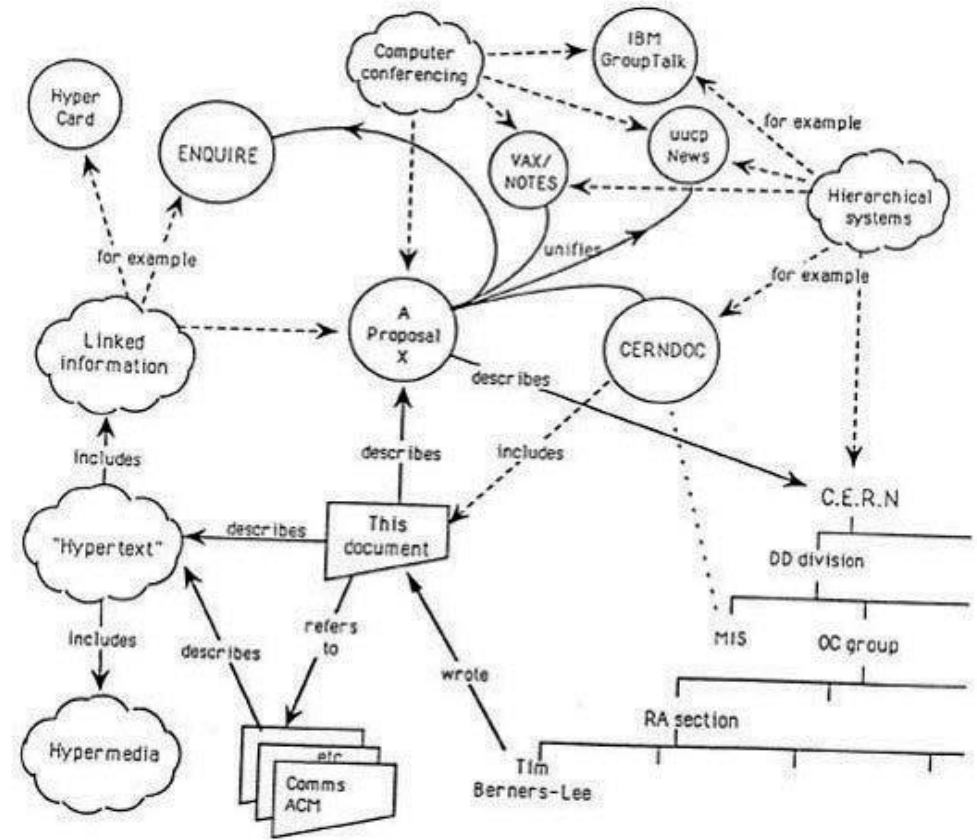 IBM
GroupTalk
Computer
conferencing
Hyper
Card
for example
uucp
News
ENQUIRE
VAX/
NOTES
Hierarchical
systems
unifies
for example
for example
A
Proposal
X
Linked
information
CERNDOC
describes
includes
describes
includes
C.E.R.N
This
document
describes
"Hypertext"
DD division
refers
to
includes
MIS
OC group
describes
wrote
RA section
Hypermedia
etc
Tim
Berners-Lee
Comms
ACM